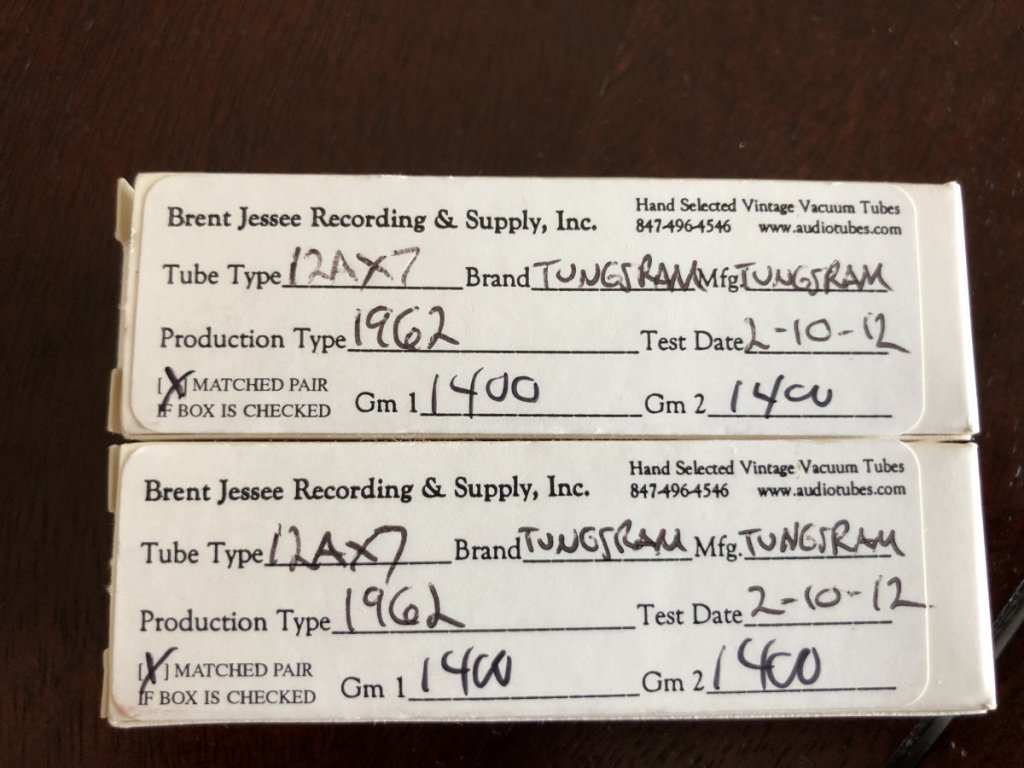 Brent Jessee Recording & Supply, Inc. Hand Selected Vintage Vacuum Tubes
847-496-4546 www.audiotubes.com
Tube Type 12AX7 Brand TUNGSRAM Mfg. TUNGSRAM
Production Type 1962 Test Date 2-10-12
[X] MATCHED PAIR
IF BOX IS CHECKED Gm 1 1400 Gm 2 1400
Brent Jessee Recording & Supply, Inc. Hand Selected Vintage Vacuum Tubes
847-496-4546 www.audiotubes.com
Tube Type 12AX7 Brand TUNGSRAM Mfg. TUNGSRAM
Production Type 1962 Test Date 2-10-12
[X] MATCHED PAIR
IF BOX IS CHECKED Gm 1 1400 Gm 2 1400